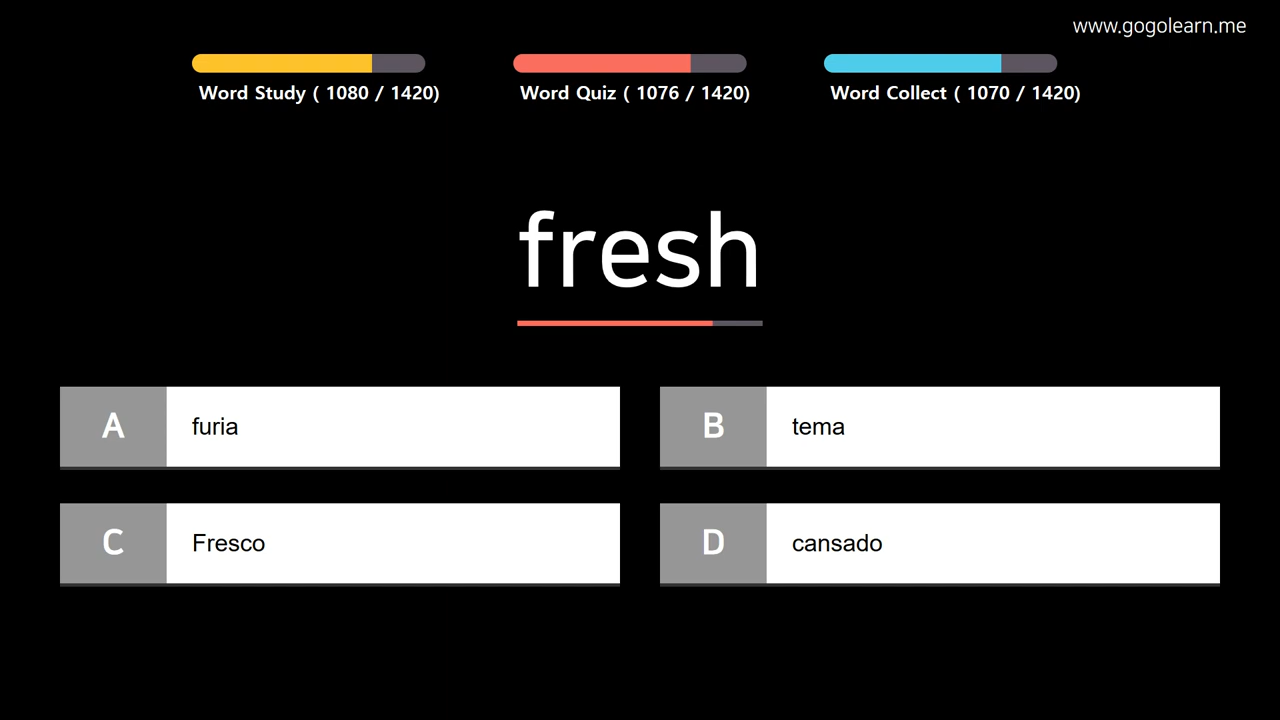 www.gogolearn.me
Word Study ( 1080 / 1420)
Word Quiz ( 1076 / 1420)
Word Collect ( 1070 / 1420)
fresh
A furia
B tema
C Fresco
D cansado